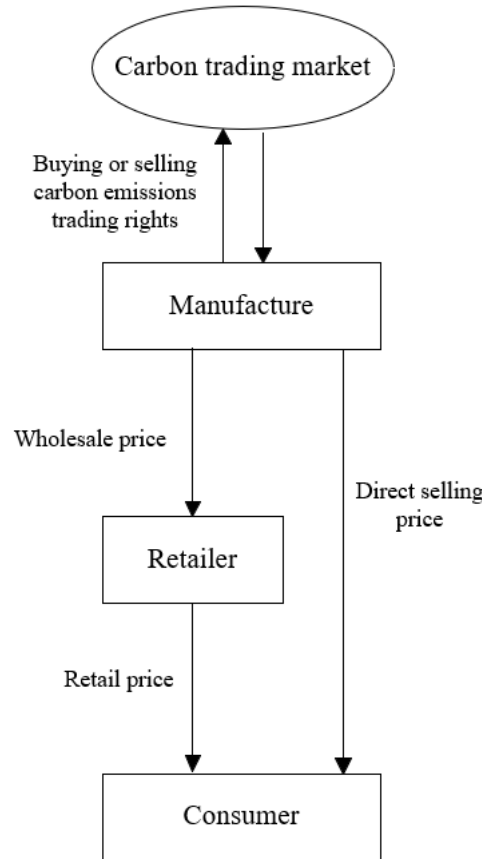 Carbon trading market
Buying or selling
carbon emissions
trading rights
Manufacture
Wholesale price
Direct selling
price
Retailer
Retail price
Consumer